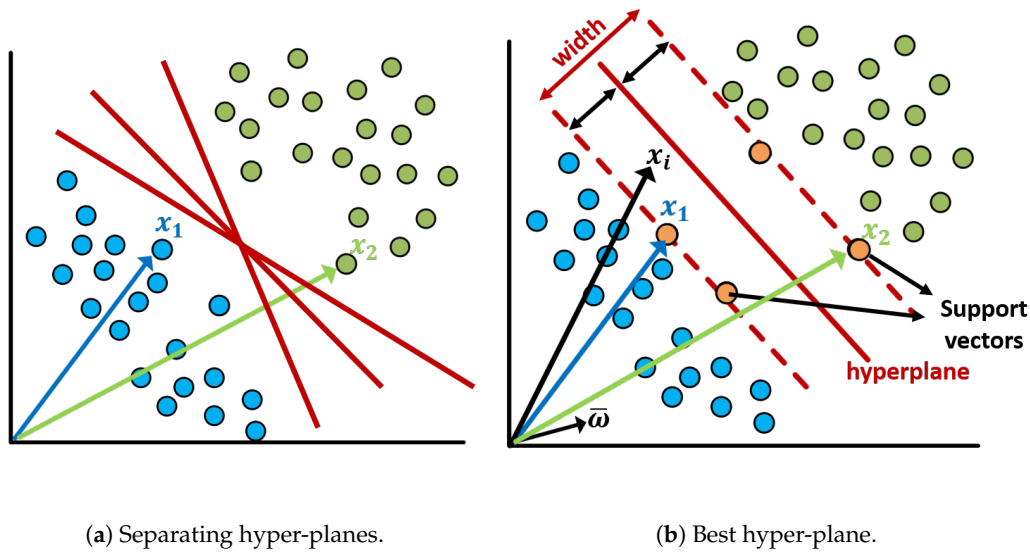 x₁
x₂
width
xᵢ
x₁
x₂
Support
vectors
hyperplane
ω̅
(a) Separating hyper-planes.
(b) Best hyper-plane.